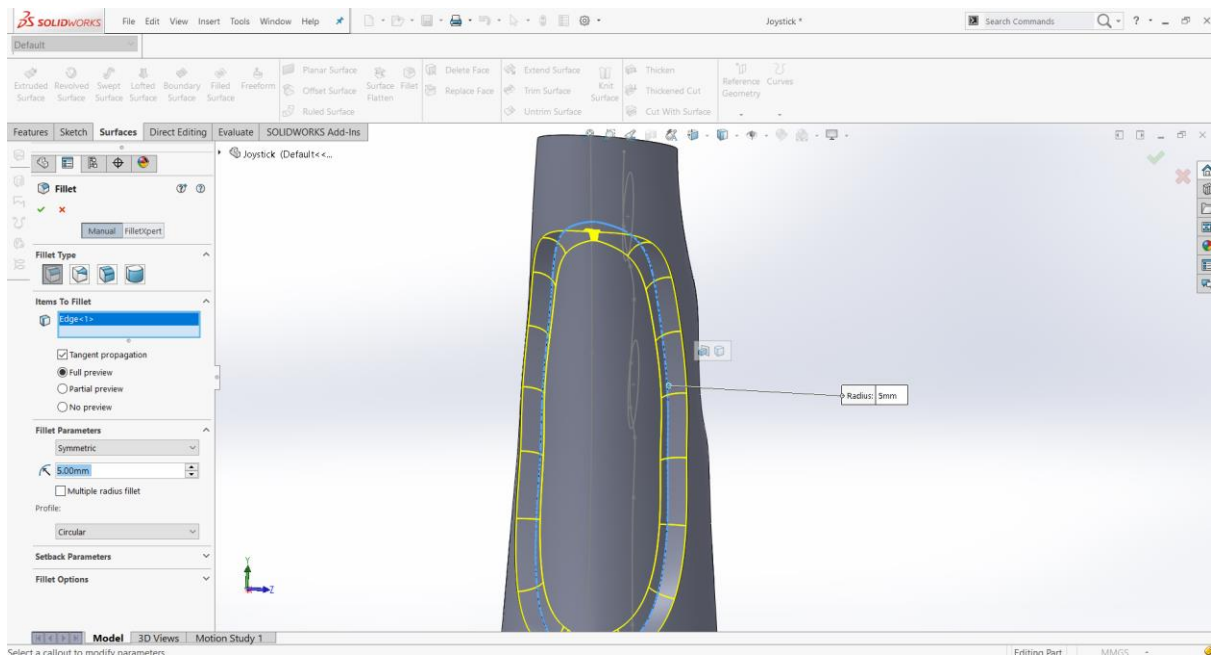 SOLIDWORKS File Edit View Insert Tools Window Help Joystick * Search Commands ?
Default
Extruded Surface
Revolved Surface
Swept Surface
Lofted Surface
Boundary Surface
Filled Surface
Freeform
Planar Surface
Offset Surface
Ruled Surface
Surface Flatten
Fillet
Delete Face
Replace Face
Extend Surface
Trim Surface
Untrim Surface
Knit Surface
Thicken
Thickened Cut
Cut With Surface
Reference Geometry
Curves
Features Sketch Surfaces Direct Editing Evaluate SOLIDWORKS Add-Ins
Joystick (Default<<...
Fillet
Manual FilletXpert
Fillet Type
Items To Fillet
Edge<1>
Tangent propagation
Full preview
Partial preview
No preview
Radius: 5mm
Fillet Parameters
Symmetric
5.00mm
Multiple radius fillet
Profile:
Circular
Setback Parameters
Fillet Options
Y
Z
Model 3D Views Motion Study 1
Select a callout to modify parameters. Editing Part MMGS -